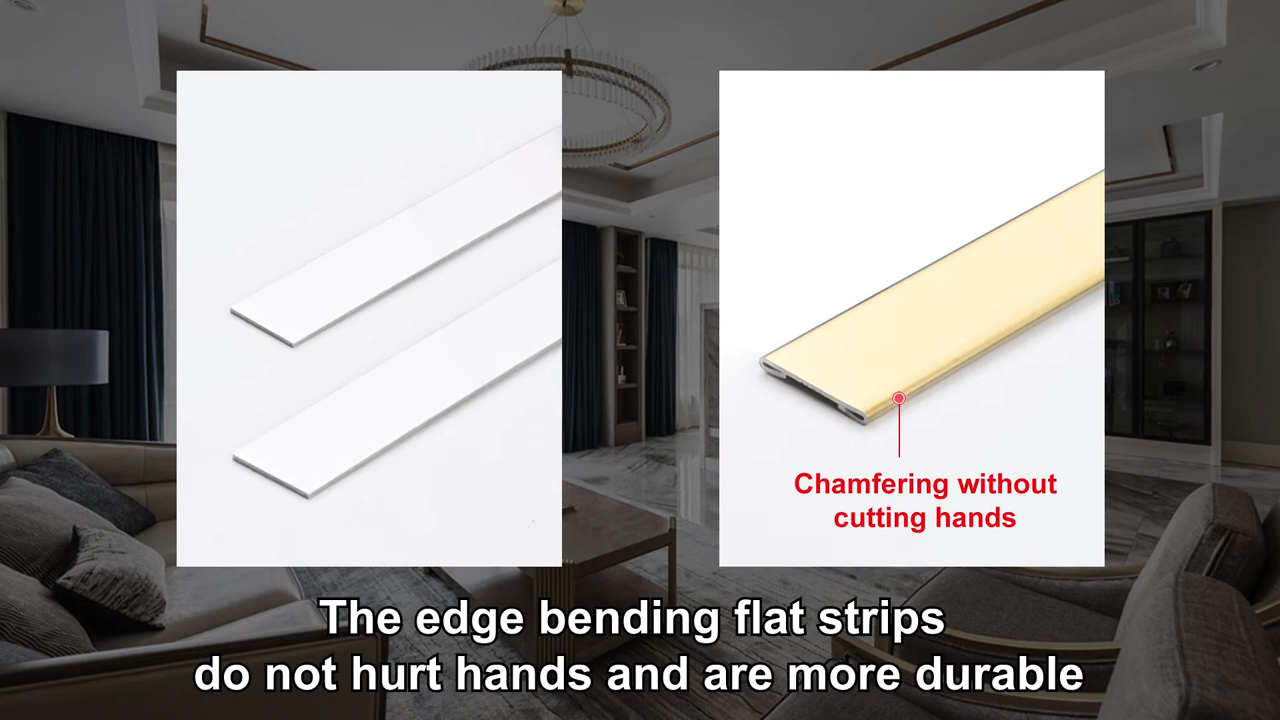 Chamfering without
cutting hands
The edge bending flat strips
do not hurt hands and are more durable